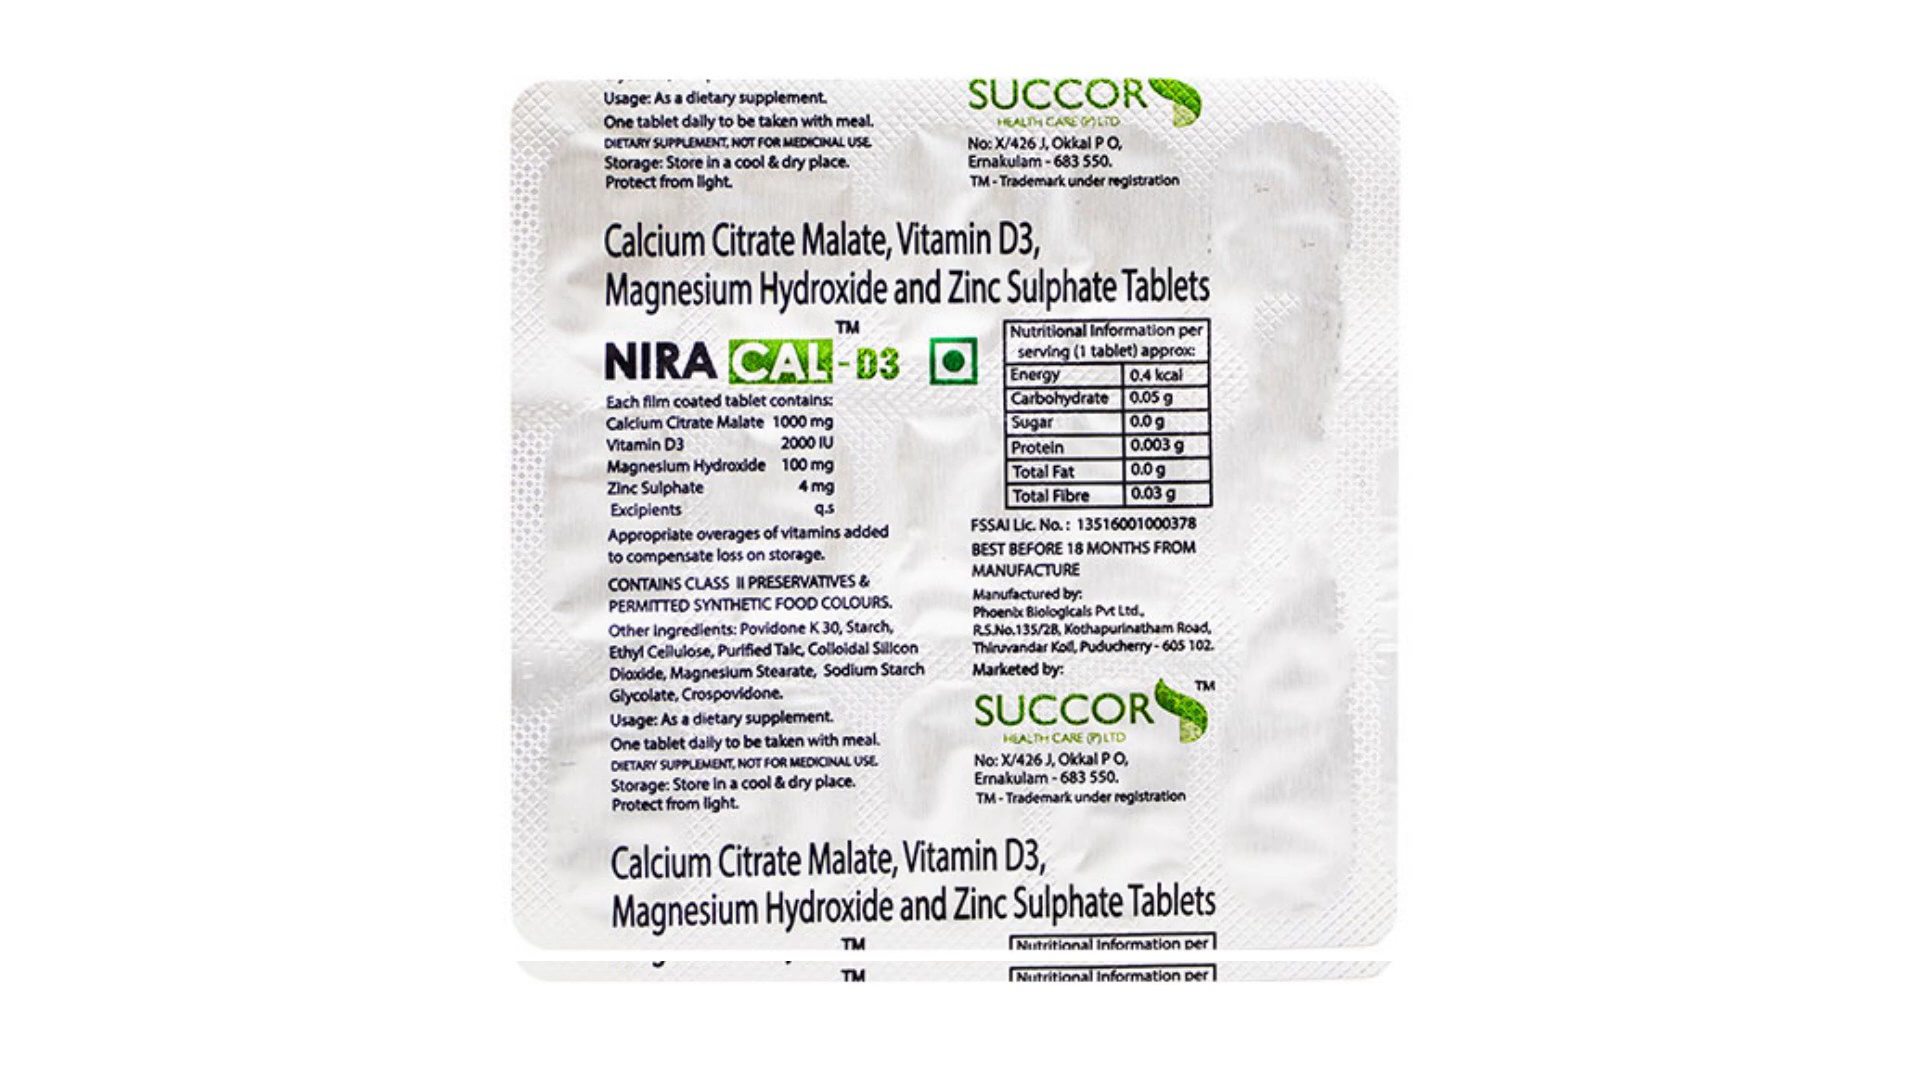 Usage: As a dietary supplement.
One tablet daily to be taken with meal.
DIETARY SUPPLEMENT, NOT FOR MEDICINAL USE.
Storage: Store in a cool & dry place.
Protect from light.
SUCCOR
HEALTH CARE (P) LTD
No: X/426 J, Okkal P O,
Ernakulam - 683 550.
TM - Trademark under registration
Calcium Citrate Malate, Vitamin D3,
Magnesium Hydroxide and Zinc Sulphate Tablets
NIRA CAL - D3 TM
Each film coated tablet contains:
Calcium Citrate Malate 1000 mg
Vitamin D3 2000 IU
Magnesium Hydroxide 100 mg
Zinc Sulphate 4 mg
Excipients q.s
Appropriate overages of vitamins added
to compensate loss on storage.
CONTAINS CLASS II PRESERVATIVES &
PERMITTED SYNTHETIC FOOD COLOURS.
Other Ingredients: Povidone K 30, Starch,
Ethyl Cellulose, Purified Talc, Colloidal Silicon
Dioxide, Magnesium Stearate, Sodium Starch
Glycolate, Crospovidone.
Usage: As a dietary supplement.
One tablet daily to be taken with meal.
DIETARY SUPPLEMENT, NOT FOR MEDICINAL USE.
Storage: Store in a cool & dry place.
Protect from light.
Nutritional Information per
serving (1 tablet) approx:
Energy 0.4 kcal
Carbohydrate 0.05 g
Sugar 0.0 g
Protein 0.003 g
Total Fat 0.0 g
Total Fibre 0.03 g
FSSAI Lic. No. : 13516001000378
BEST BEFORE 18 MONTHS FROM
MANUFACTURE
Manufactured by:
Phoenix Biologicals Pvt Ltd.,
R.S.No.135/2B, Kothapurinatham Road,
Thiruvandar Koil, Puducherry - 605 102.
Marketed by:
SUCCOR TM
HEALTH CARE (P) LTD
No: X/426 J, Okkal P O,
Ernakulam - 683 550.
TM - Trademark under registration
Calcium Citrate Malate, Vitamin D3,
Magnesium Hydroxide and Zinc Sulphate Tablets
TM
Nutritional Information per
TM
Nutritional Information per